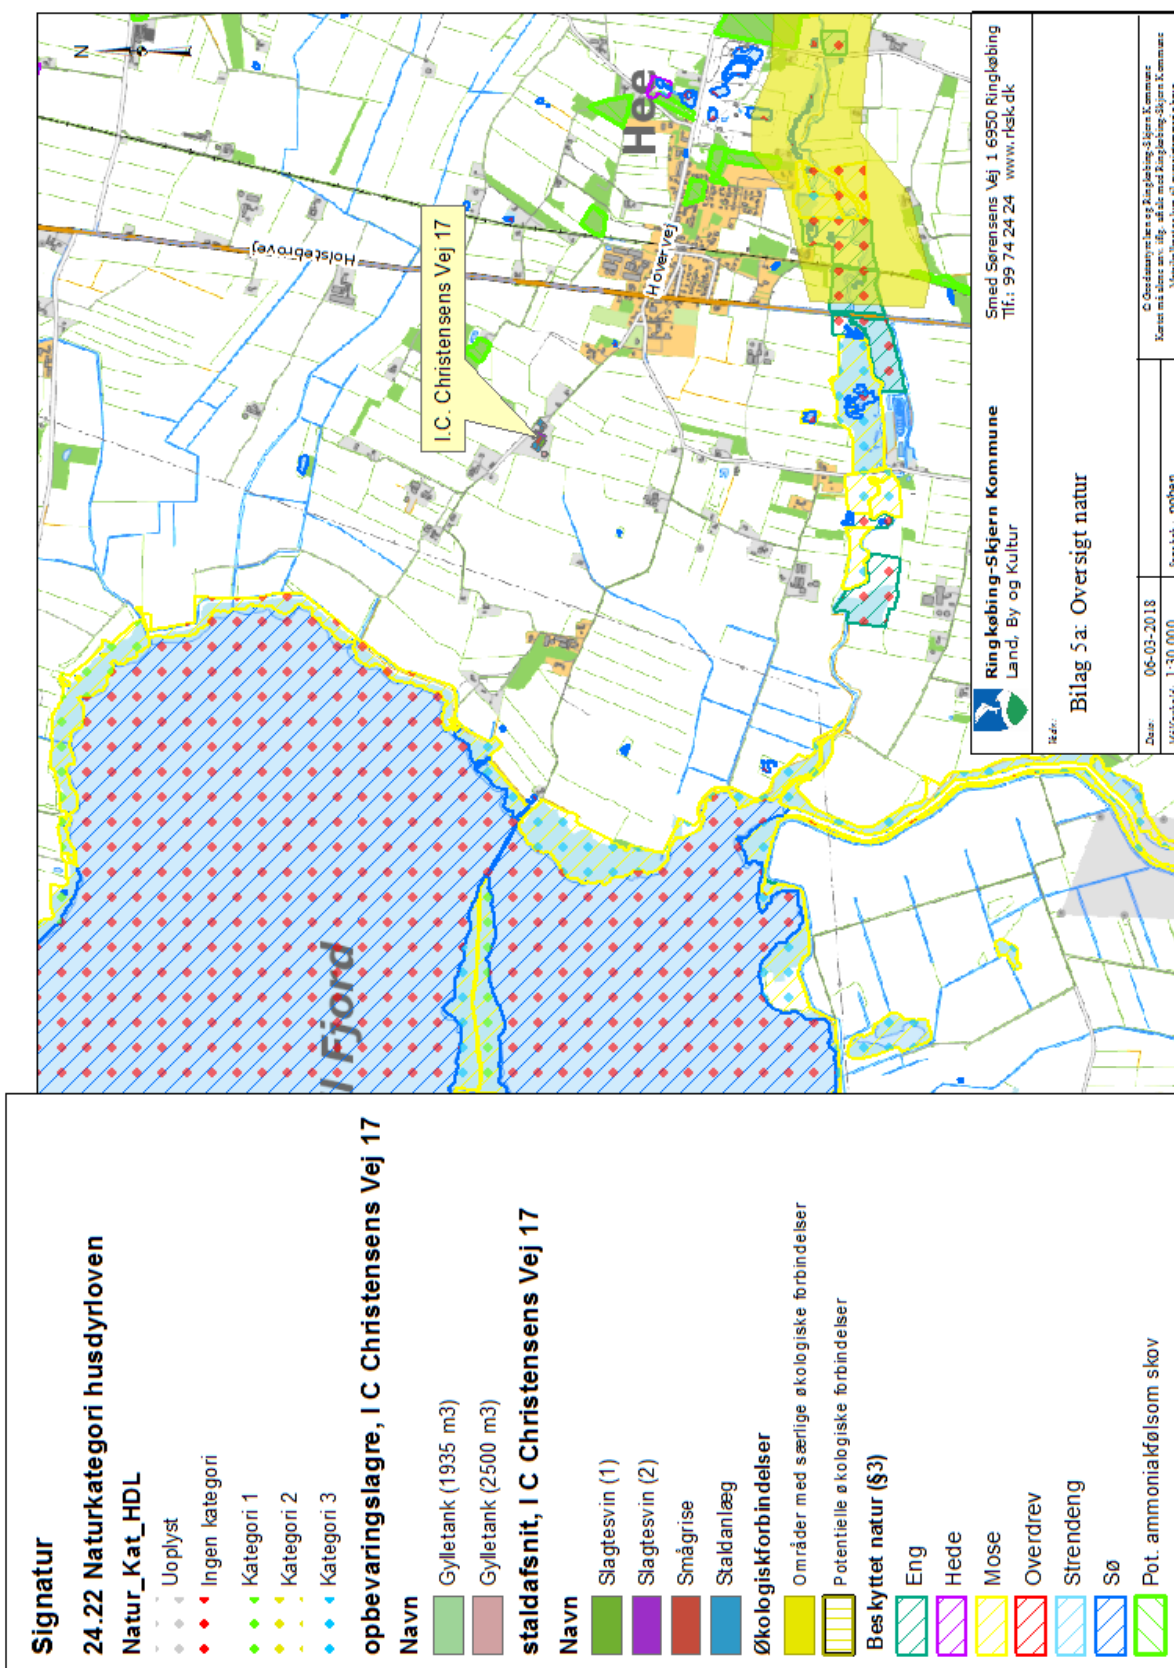 Signatur
24.22 Naturkategori husdyrloven
Natur_Kat_HDL
Uoplyst
Ingen kategori
Kategori 1
Kategori 2
Kategori 3
opbevaringslagre, I C Christensens Vej 17
Navn
Gylletank (1935 m3)
Gylletank (2500 m3)
staldafsnit, I C Christensens Vej 17
Navn
Slagtesvin (1)
Slagtesvin (2)
Smågrise
Staldanlæg
Økologiskforbindelser
Områder med særlige økologiske forbindelser
Potentielle økologiske forbindelser
Beskyttet natur (§3)
Eng
Hede
Mose
Overdrev
Strendeng
Sø
Pot. ammoniakfølsom skov
N
Holstebrovej
I.C. Christensens Vej 17
Hee
Hovervej
l Fjord
Ringkøbing-Skjern Kommune
Land, By og Kultur
Smed Sørensens Vej 1 6950 Ringkøbing
Tlf.: 99 74 24 24 www.rksk.dk
Bilag 5a: Oversigt natur
Dato: 06-03-2018
1:30.000